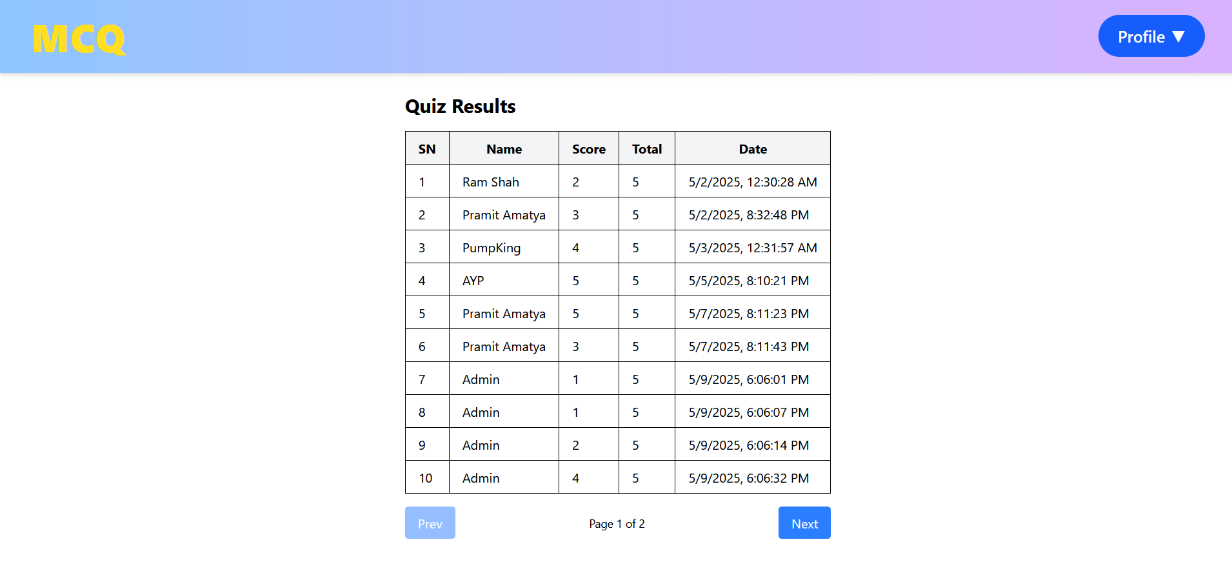 MCQ
Profile ▼
Quiz Results
SN Name Score Total Date
1 Ram Shah 2 5 5/2/2025, 12:30:28 AM
2 Pramit Amatya 3 5 5/2/2025, 8:32:48 PM
3 PumpKing 4 5 5/3/2025, 12:31:57 AM
4 AYP 5 5 5/5/2025, 8:10:21 PM
5 Pramit Amatya 5 5 5/7/2025, 8:11:23 PM
6 Pramit Amatya 3 5 5/7/2025, 8:11:43 PM
7 Admin 1 5 5/9/2025, 6:06:01 PM
8 Admin 1 5 5/9/2025, 6:06:07 PM
9 Admin 2 5 5/9/2025, 6:06:14 PM
10 Admin 4 5 5/9/2025, 6:06:32 PM
Prev Page 1 of 2 Next